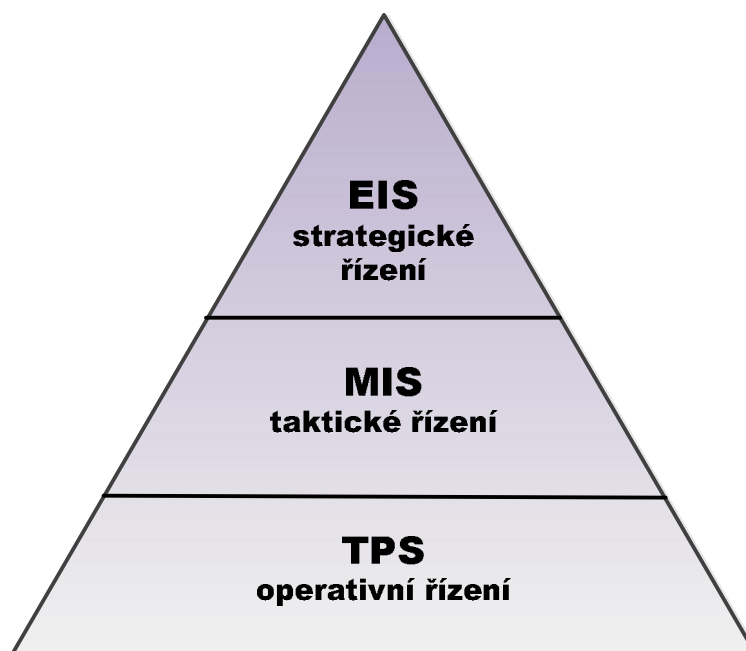 EIS
strategické
řízení
MIS
taktické řízení
TPS
operativní řízení